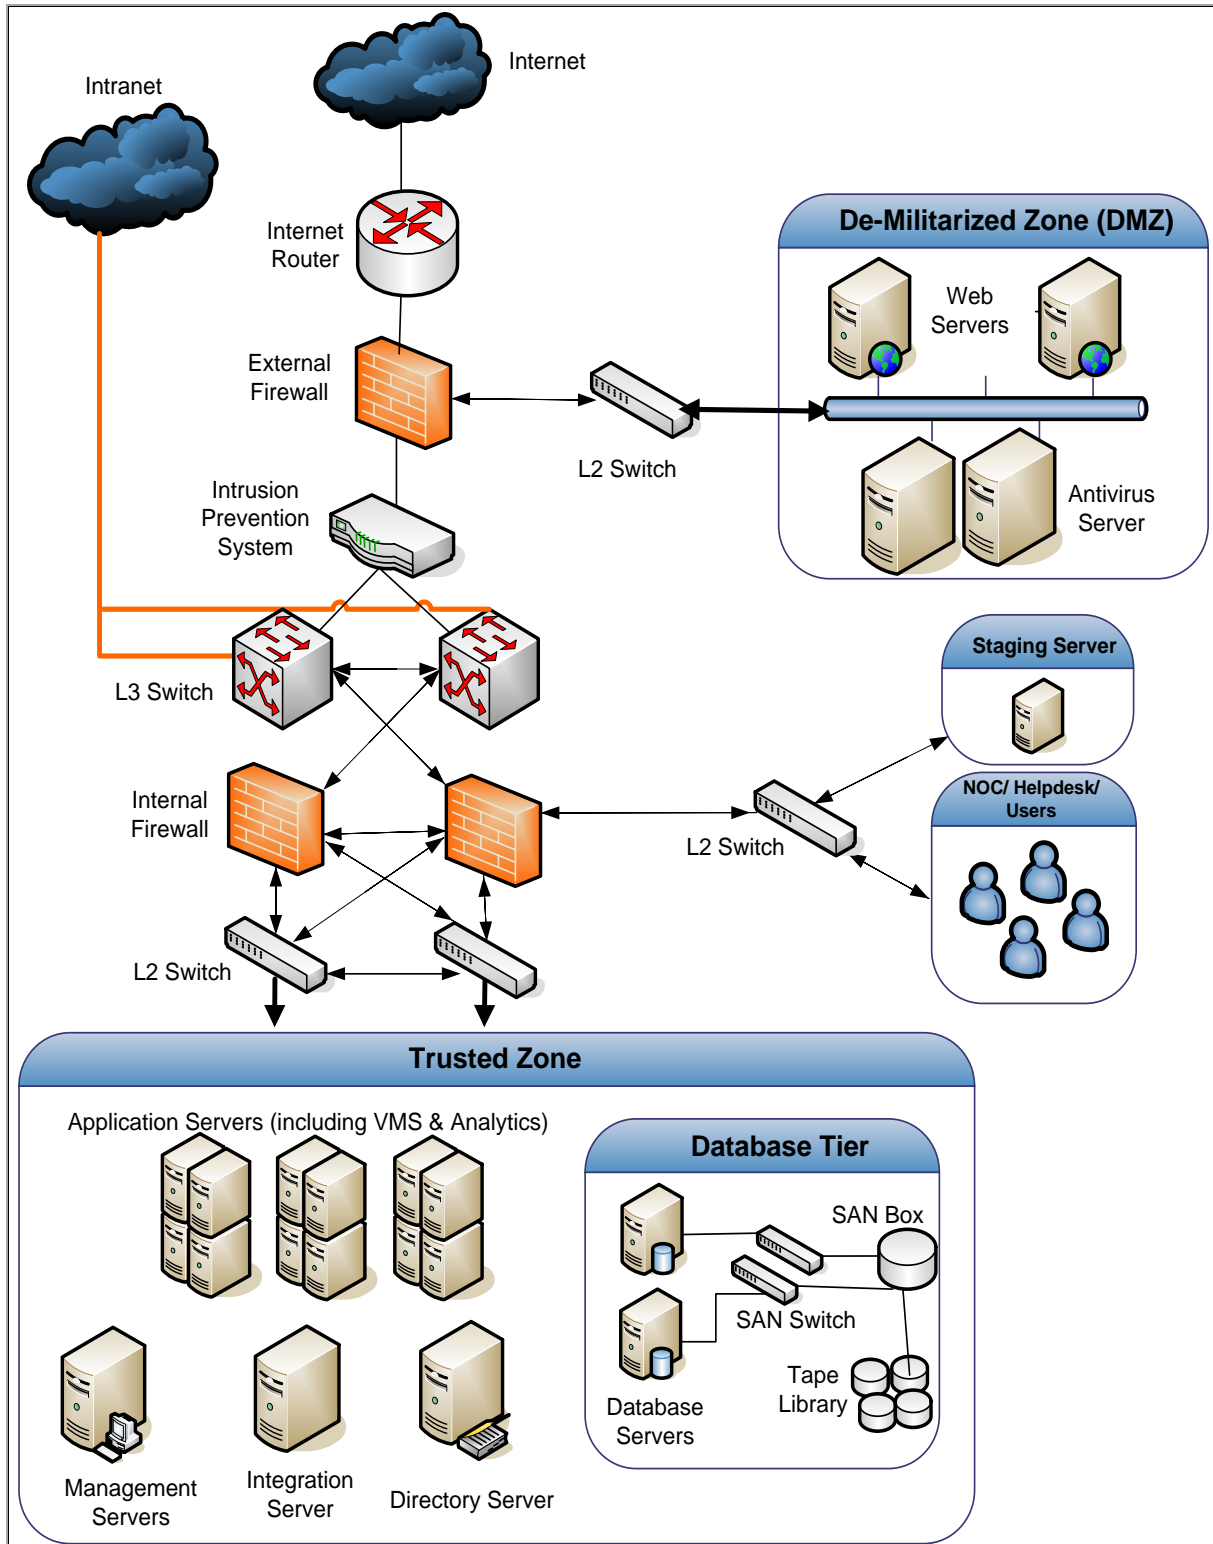 Internet
Intranet
Internet
Router
De-Militarized Zone (DMZ)
Web
Servers
External
Firewall
L2 Switch
Antivirus
Server
Intrusion
Prevention
System
L3 Switch
Staging Server
Internal
Firewall
L2 Switch
NOC/ Helpdesk/
Users
L2 Switch
Trusted Zone
Application Servers (including VMS & Analytics)
Database Tier
SAN Box
SAN Switch
Tape
Library
Database
Servers
Management
Servers
Integration
Server
Directory Server